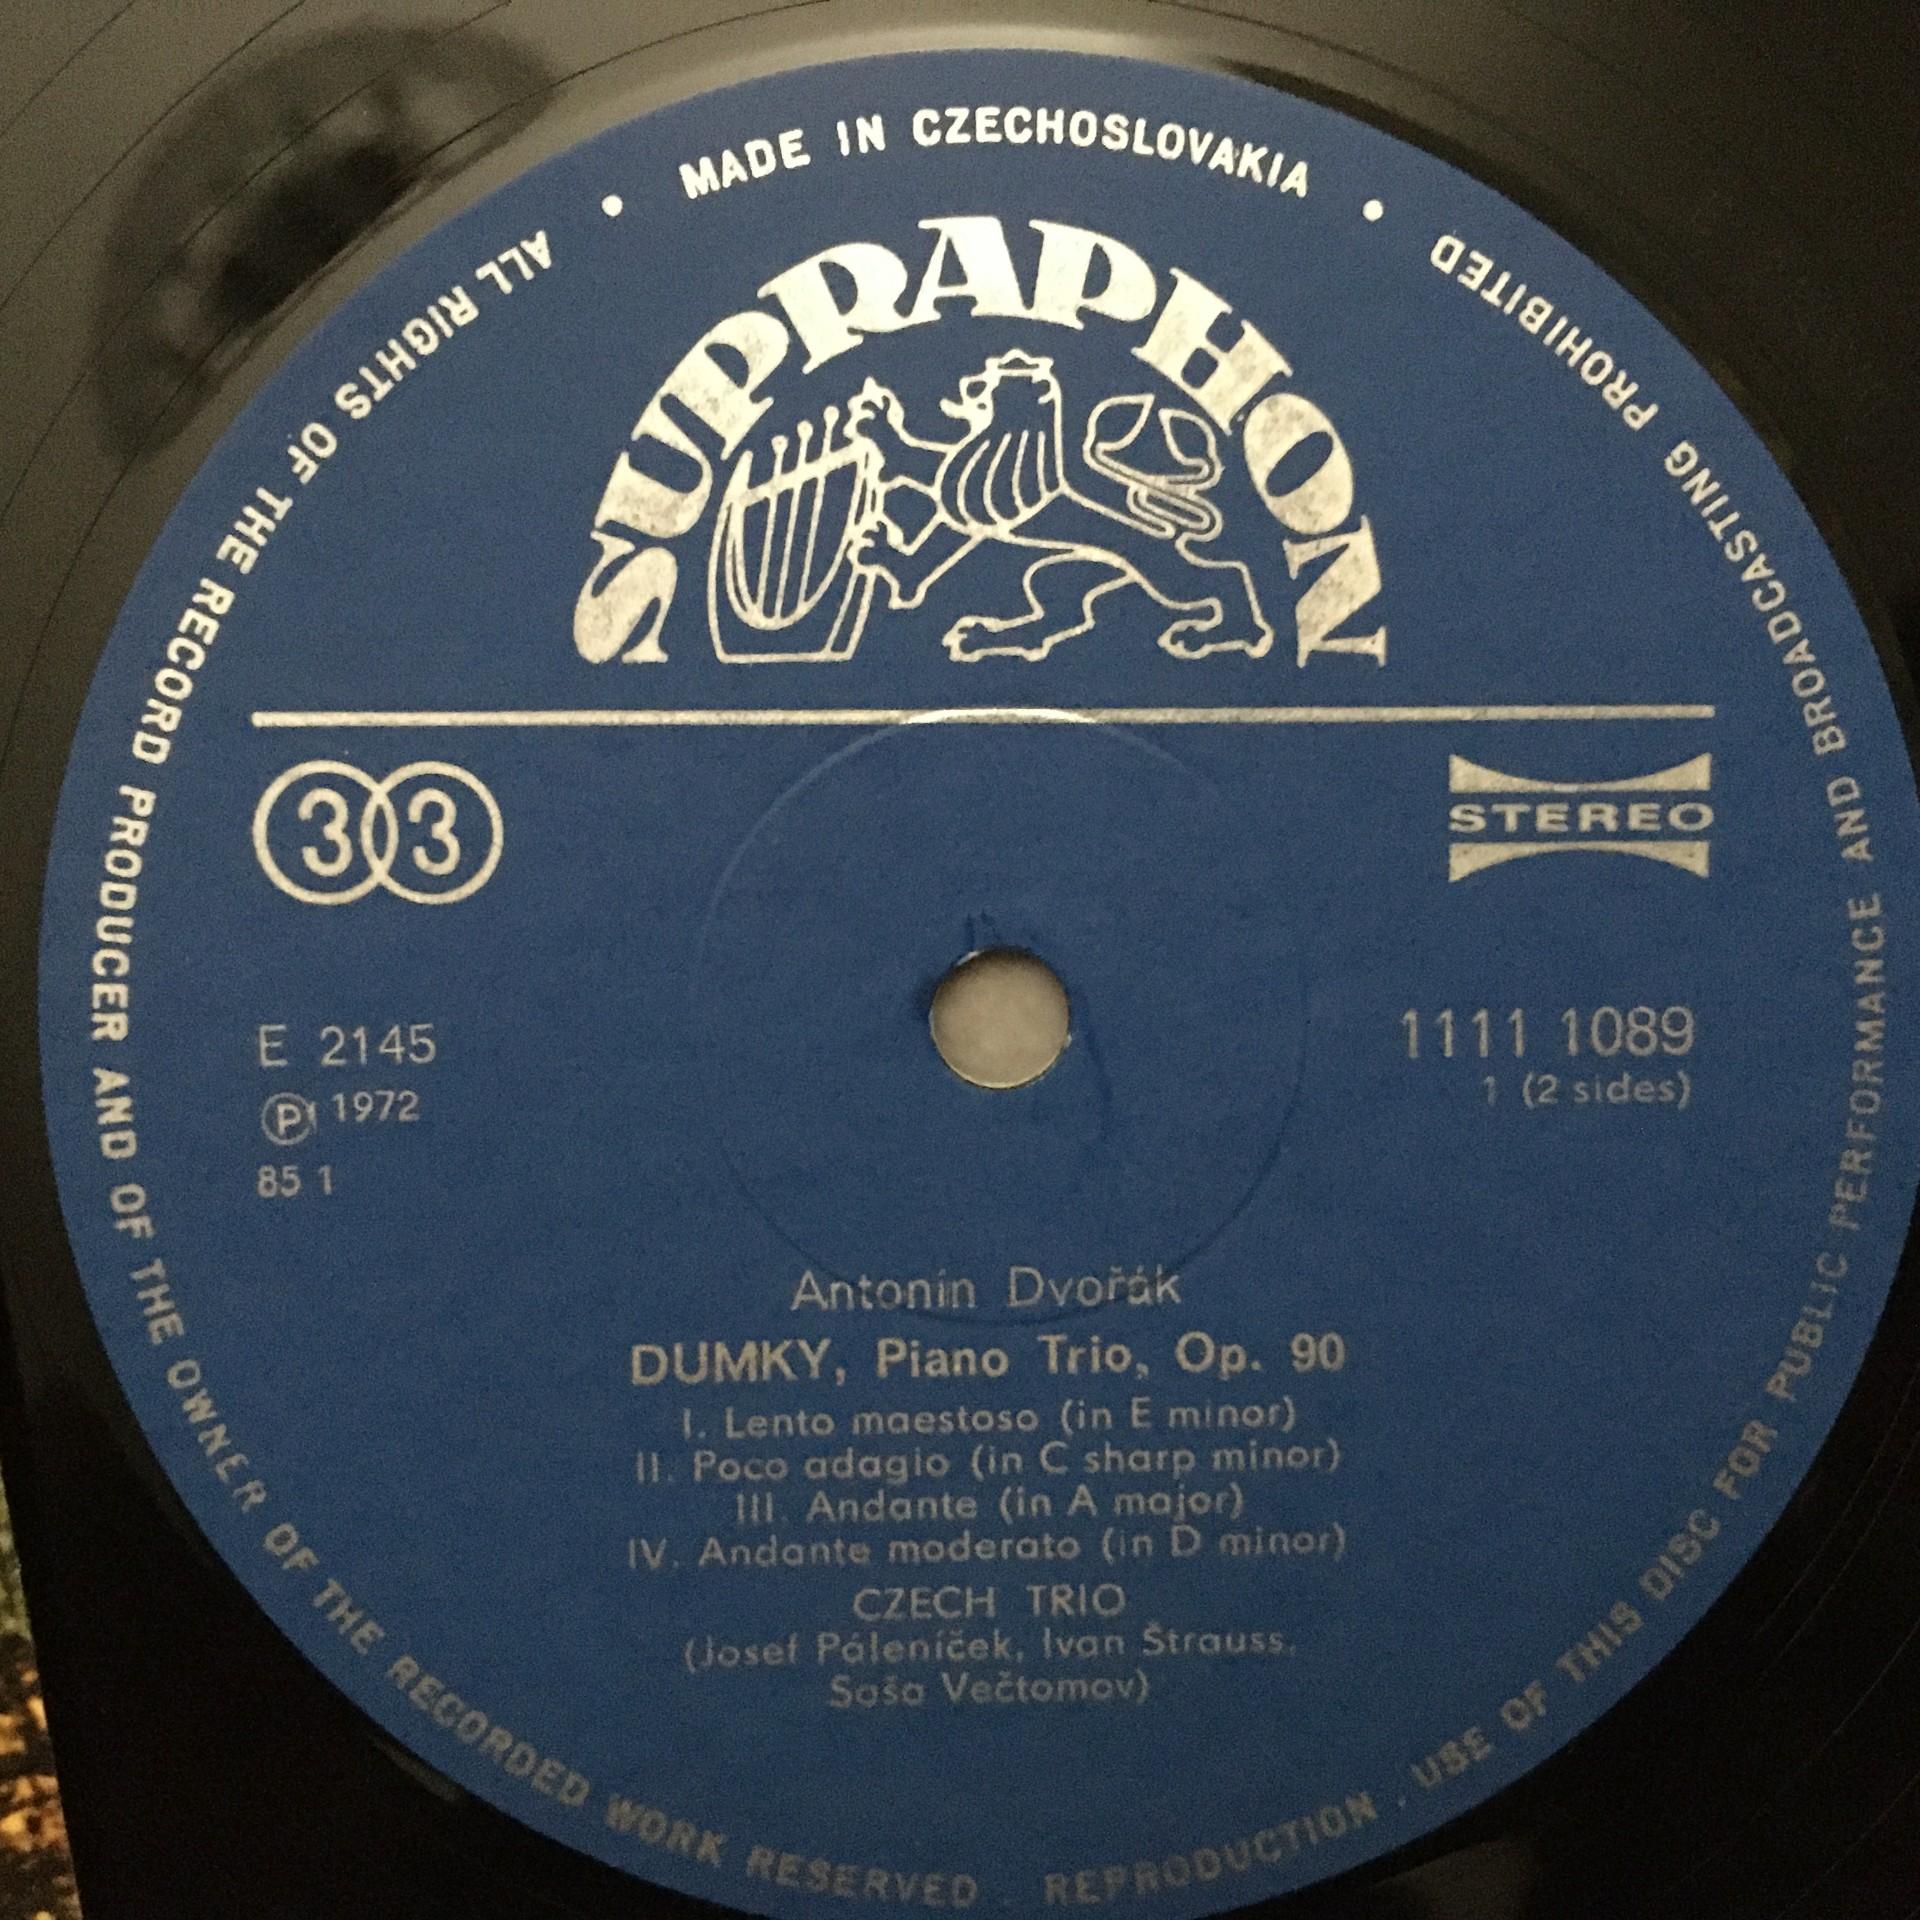 MADE IN CZECHOSLOVAKIA •
ALL RIGHTS OF THE RECORD PRODUCER AND OF THE OWNER OF THE RECORDED WORK RESERVED . REPRODUCTION . USE OF THIS DISC FOR PUBLIC PERFORMANCE AND BROADCASTING PROHIBITED •
SUPRAPHON
33
STEREO
E 2145
1111 1089
Ⓟ 1972
1 (2 sides)
85 1
Antonín Dvořák
DUMKY, Piano Trio, Op. 90
I. Lento maestoso (in E minor)
II. Poco adagio (in C sharp minor)
III. Andante (in A major)
IV. Andante moderato (in D minor)
CZECH TRIO
(Josef Páleníček, Ivan Štrauss,
Saša Večtomov)